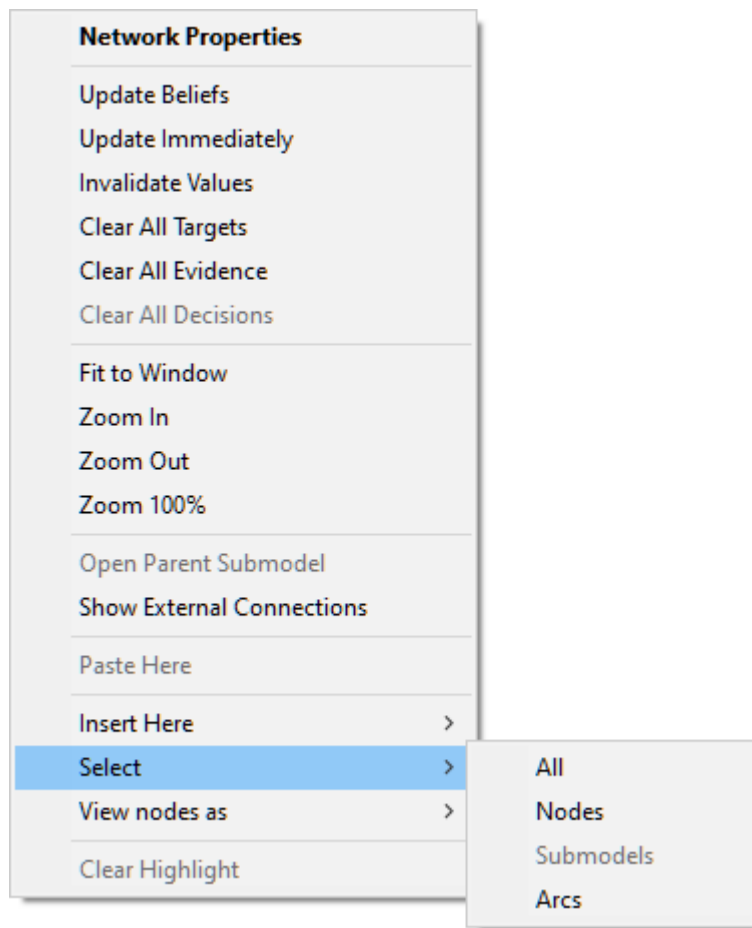 Network Properties
Update Beliefs
Update Immediately
Invalidate Values
Clear All Targets
Clear All Evidence
Clear All Decisions
Fit to Window
Zoom In
Zoom Out
Zoom 100%
Open Parent Submodel
Show External Connections
Paste Here
Insert Here
Select
View nodes as
Clear Highlight
All
Nodes
Submodels
Arcs